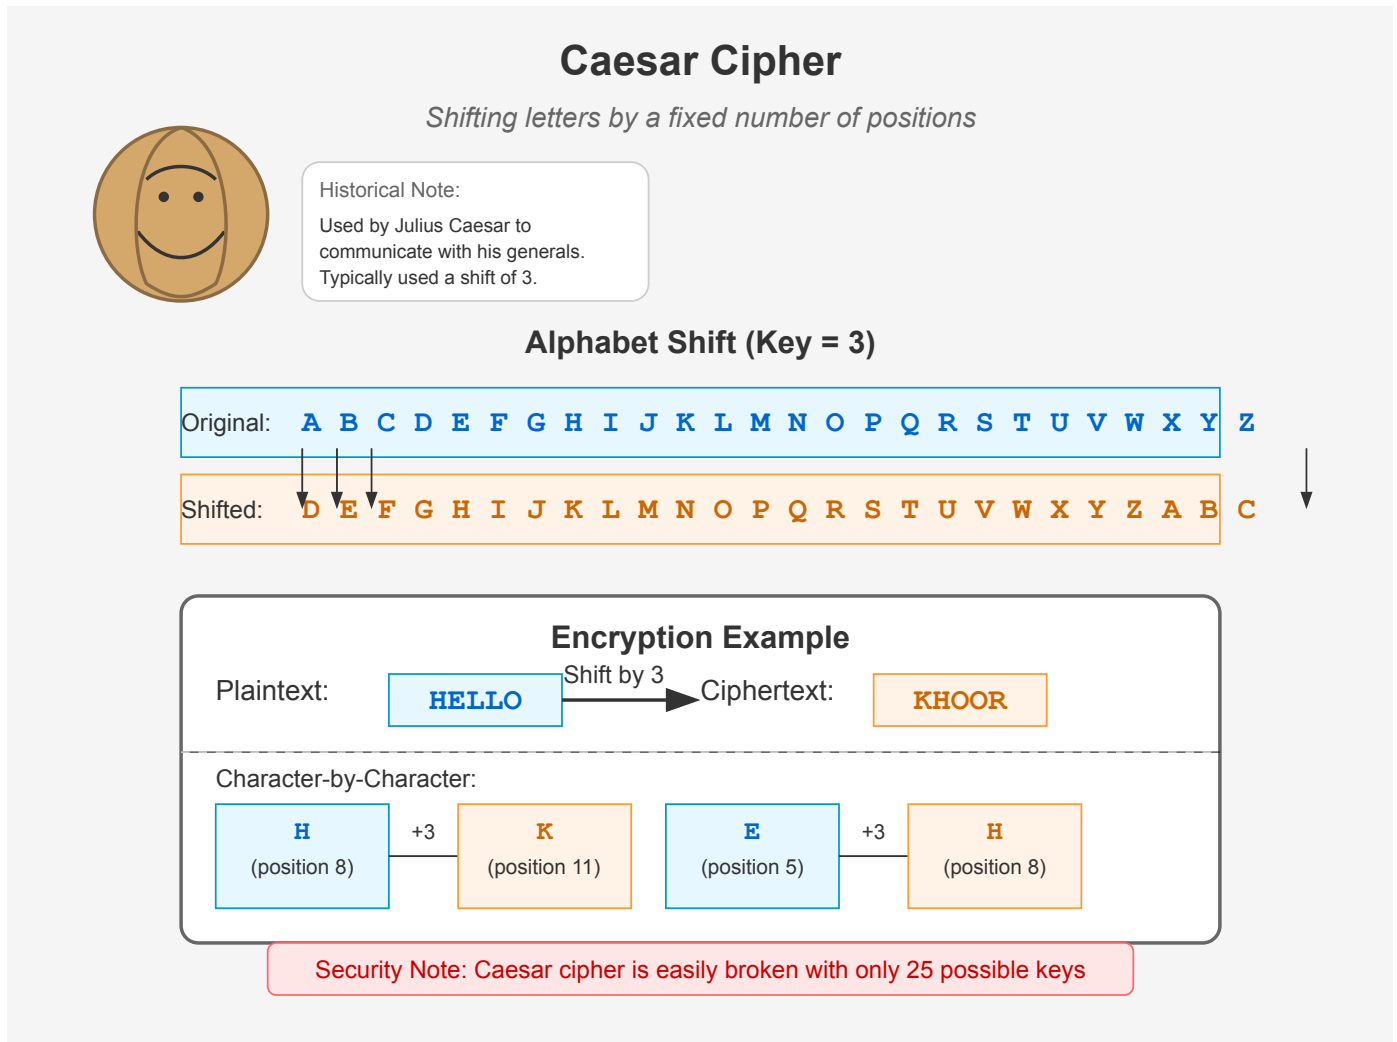 Caesar Cipher
Shifting letters by a fixed number of positions
Historical Note:
Used by Julius Caesar to
communicate with his generals.
Typically used a shift of 3.
Alphabet Shift (Key = 3)
Original: A B C D E F G H I J K L M N O P Q R S T U V W X Y Z
Shifted: D E F G H I J K L M N O P Q R S T U V W X Y Z A B C
Encryption Example
Plaintext: HELLO Shift by 3 Ciphertext: KHOOR
Character-by-Character:
H +3 K E +3 H
(position 8) (position 11) (position 5) (position 8)
Security Note: Caesar cipher is easily broken with only 25 possible keys